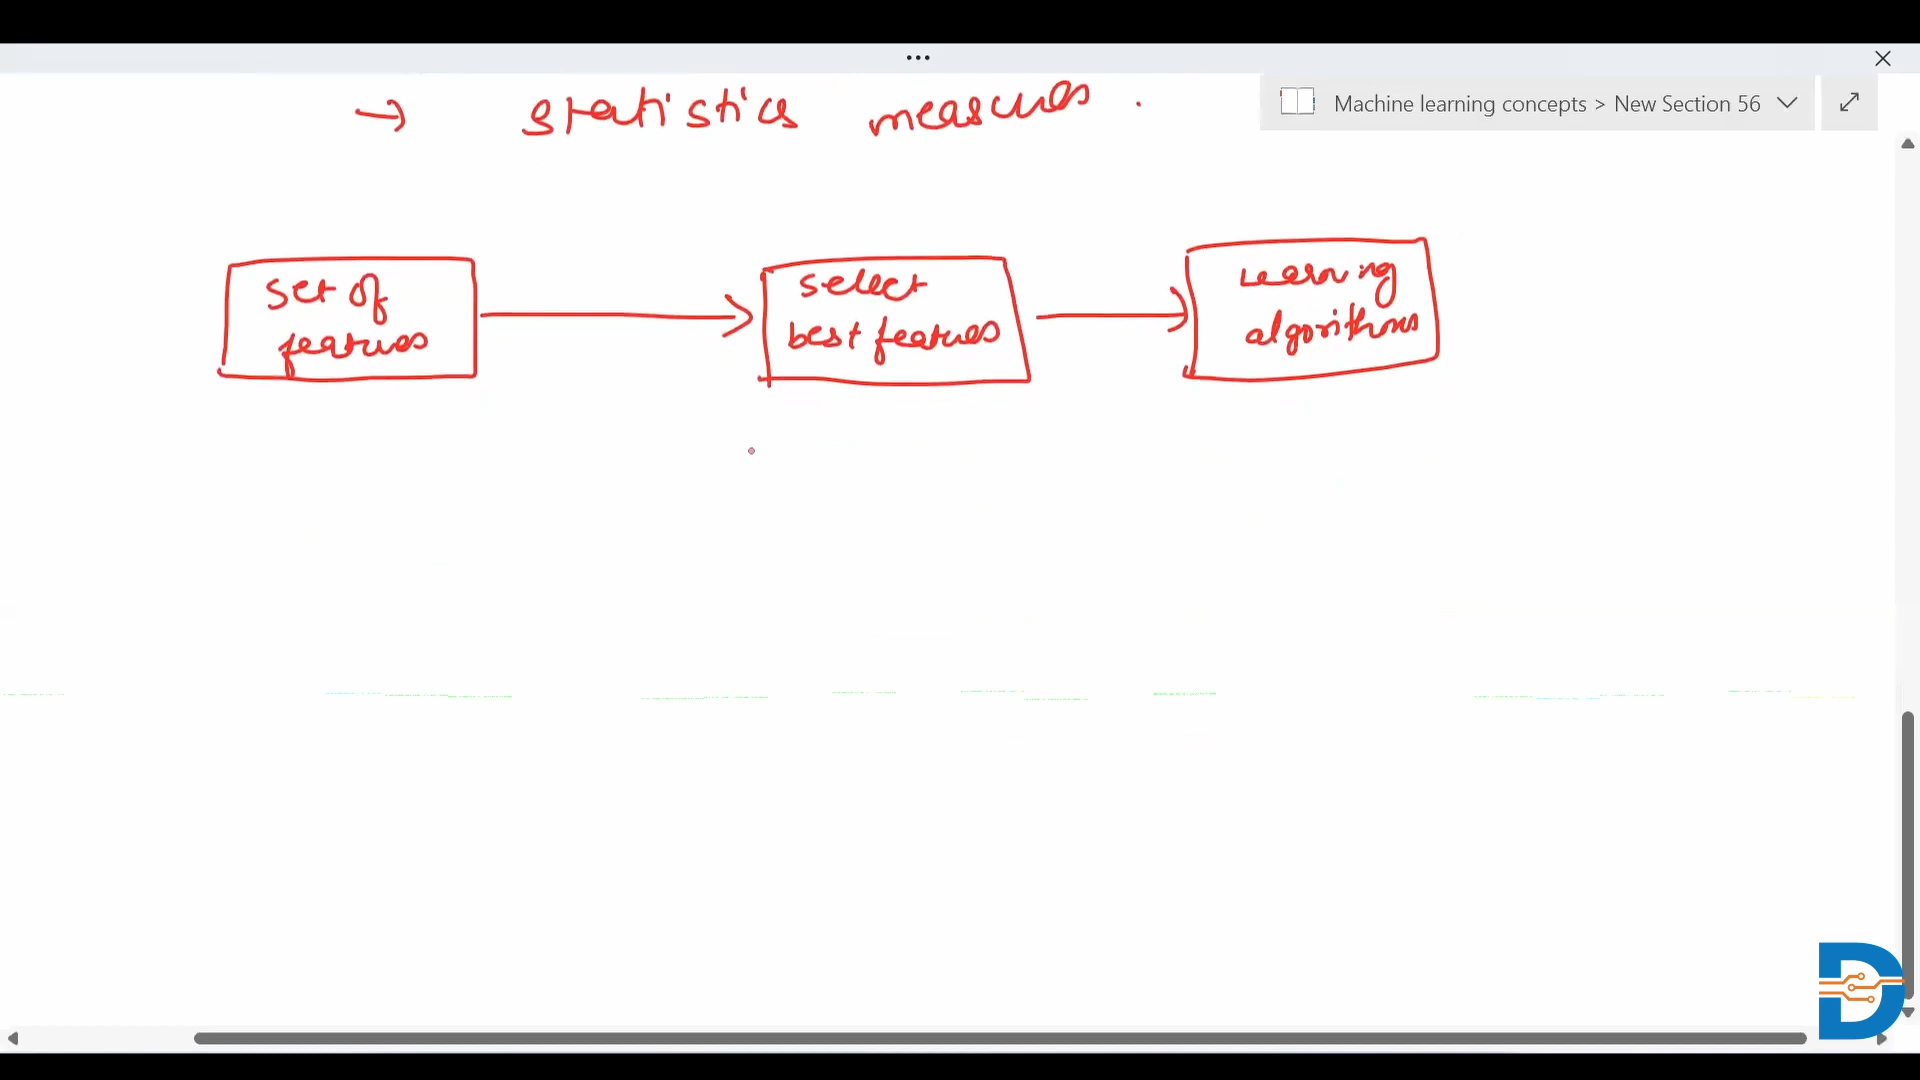 ...
→ statistics measures .
Machine learning concepts > New Section 56
set of
features
select
best features
Learning
algorithms
D